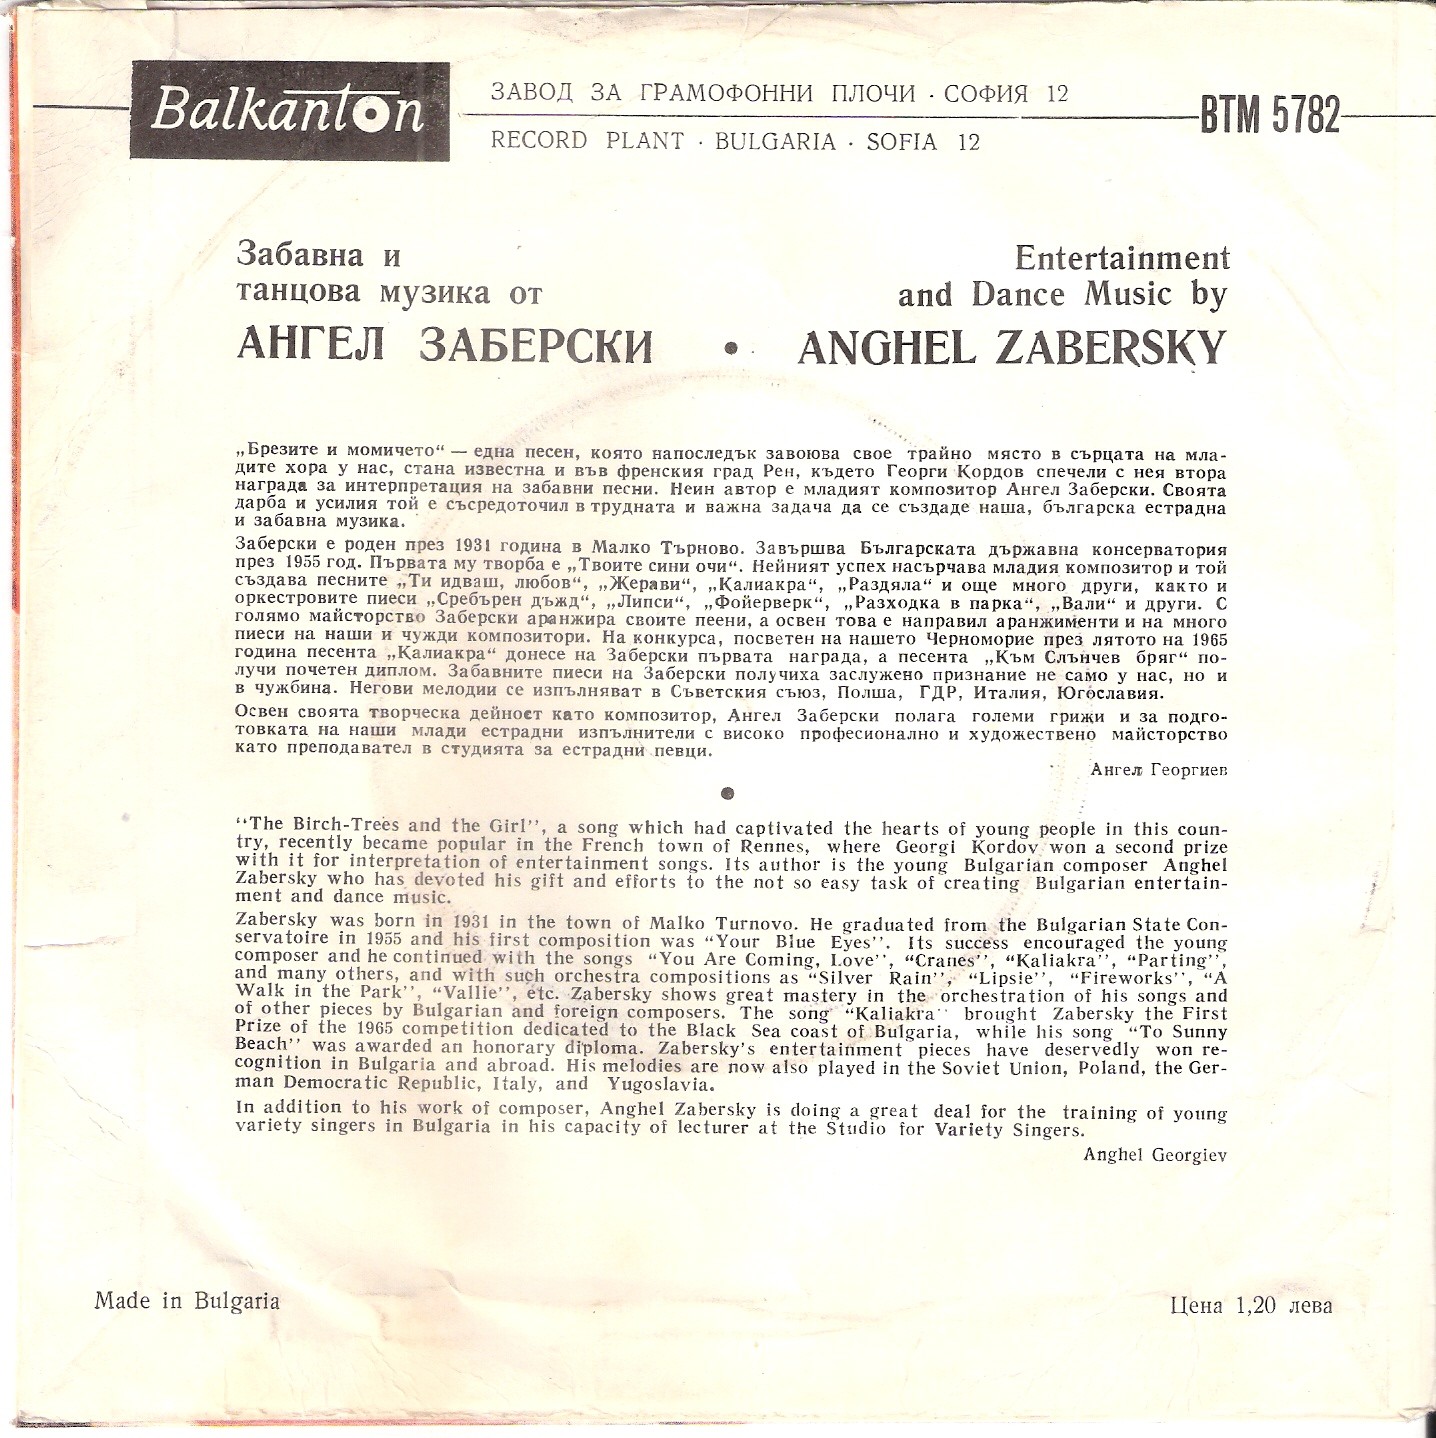 Balkanton
ЗАВОД ЗА ГРАМОФОННИ ПЛОЧИ · СОФИЯ 12
RECORD PLANT · BULGARIA · SOFIA 12
ВТМ 5782
Забавна и
танцова музика от
АНГЕЛ ЗАБЕРСКИ
•
Entertainment
and Dance Music by
ANGHEL ZABERSKY
„Брезите и момичето“ — една песен, която напоследък завоюва свое трайно място в сърцата на мла-
дите хора у нас, стана известна и във френския град Рен, където Георги Кордов спечели с нея втора
награда за интерпретация на забавни песни. Неин автор е младият композитор Ангел Заберски. Своята
дарба и усилия той е съсредоточил в трудната и важна задача да се създаде наша, българска естрадна
и забавна музика.
Заберски е роден през 1931 година в Малко Търново. Завършва Българската държавна консерватория
през 1955 год. Първата му творба е „Твоите сини очи“. Нейният успех насърчава младия композитор и той
създава песните „Ти идваш, любов“, „Жерави“, „Калиакра“, „Раздяла“ и още много други, както и
оркестровите пиеси „Сребърен дъжд“, „Липси“, „Фойерверк“, „Разходка в парка“, „Вали“ и други. С
голямо майсторство Заберски аранжира своите пеени, а освен това е направил аранжименти и на много
пиеси на наши и чужди композитори. На конкурса, посветен на нашето Черноморие през лятото на 1965
година песента „Калиакра“ донесе на Заберски първата награда, а песента „Към Слънчев бряг“ по-
лучи почетен диплом. Забавните пиеси на Заберски получиха заслужено признание не само у нас, но и
в чужбина. Негови мелодии се изпълняват в Съветския съюз, Полша, ГДР, Италия, Югославия.
Освен своята творческа дейност като композитор, Ангел Заберски полага големи грижи и за подго-
товката на наши млади естрадни изпълнители с високо професионално и художествено майсторство
като преподавател в студията за естрадни певци.
Ангел Георгиев
•
“The Birch-Trees and the Girl”, a song which had captivated the hearts of young people in this coun-
try, recently became popular in the French town of Rennes, where Georgi Kordov won a second prize
with it for interpretation of entertainment songs. Its author is the young Bulgarian composer Anghel
Zabersky who has devoted his gift and efforts to the not so easy task of creating Bulgarian entertain-
ment and dance music.
Zabersky was born in 1931 in the town of Malko Turnovo. He graduated from the Bulgarian State Con-
servatoire in 1955 and his first composition was “Your Blue Eyes”. Its success encouraged the young
composer and he continued with the songs “You Are Coming, Love”, “Cranes”, “Kaliakra”, “Parting”,
and many others, and with such orchestra compositions as “Silver Rain”, “Lipsie”, “Fireworks”, “A
Walk in the Park”, “Vallie”, etc. Zabersky shows great mastery in the orchestration of his songs and
of other pieces by Bulgarian and foreign composers. The song “Kaliakra” brought Zabersky the First
Prize of the 1965 competition dedicated to the Black Sea coast of Bulgaria, while his song “To Sunny
Beach” was awarded an honorary diploma. Zabersky’s entertainment pieces have deservedly won re-
cognition in Bulgaria and abroad. His melodies are now also played in the Soviet Union, Poland, the Ger-
man Democratic Republic, Italy, and Yugoslavia.
In addition to his work of composer, Anghel Zabersky is doing a great deal for the training of young
variety singers in Bulgaria in his capacity of lecturer at the Studio for Variety Singers.
Anghel Georgiev
Made in Bulgaria
Цена 1,20 лева